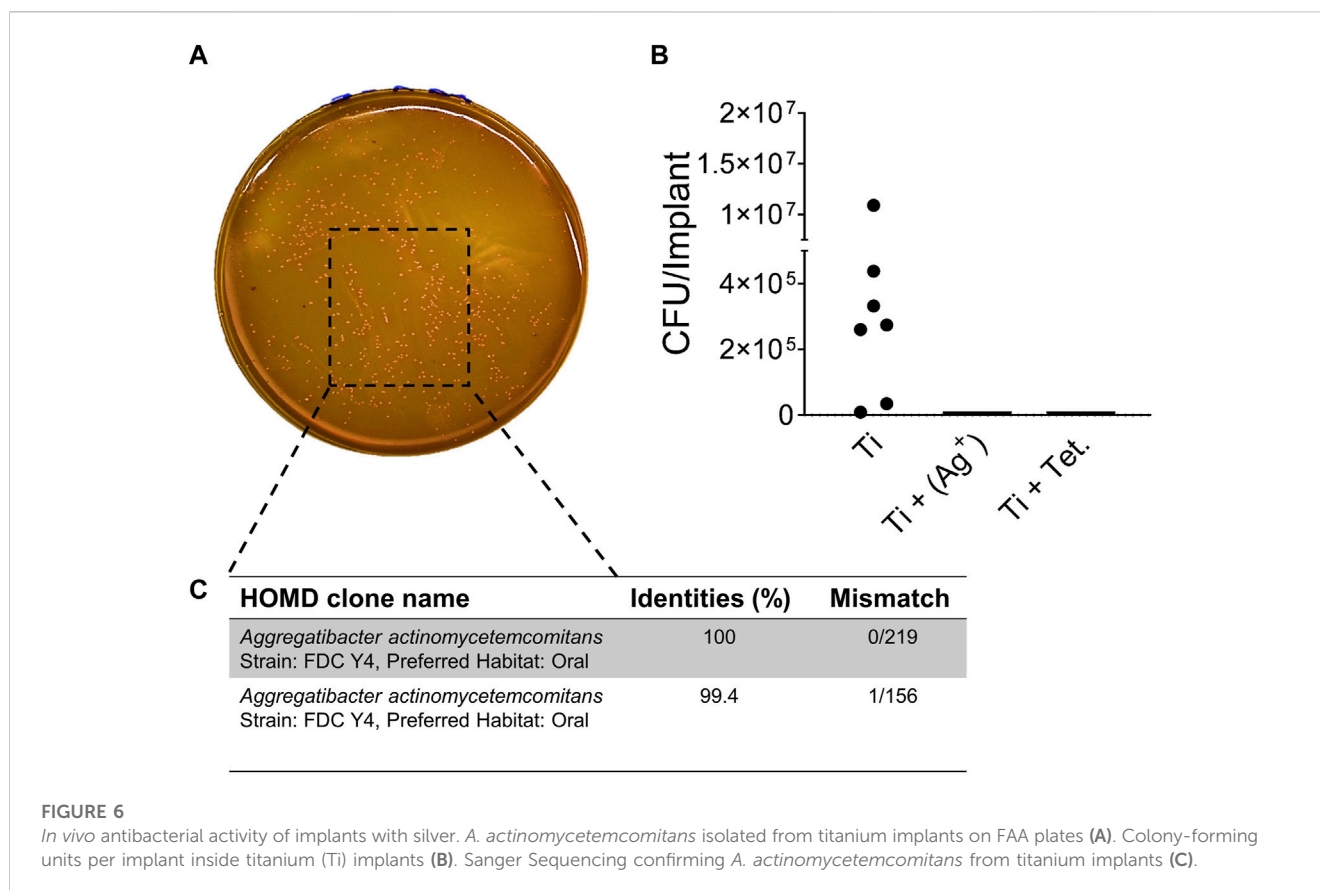 A
B
CFU/Implant
2×10⁷
1.5×10⁷
1×10⁷
4×10⁵
2×10⁵
0
Ti
Ti + (Ag⁺)
Ti + Tet.
C
HOMD clone name Identities (%) Mismatch
Aggregatibacter actinomycetemcomitans 100 0/219
Strain: FDC Y4, Preferred Habitat: Oral
Aggregatibacter actinomycetemcomitans 99.4 1/156
Strain: FDC Y4, Preferred Habitat: Oral
FIGURE 6
In vivo antibacterial activity of implants with silver. A. actinomycetemcomitans isolated from titanium implants on FAA plates (A). Colony-forming
units per implant inside titanium (Ti) implants (B). Sanger Sequencing confirming A. actinomycetemcomitans from titanium implants (C).